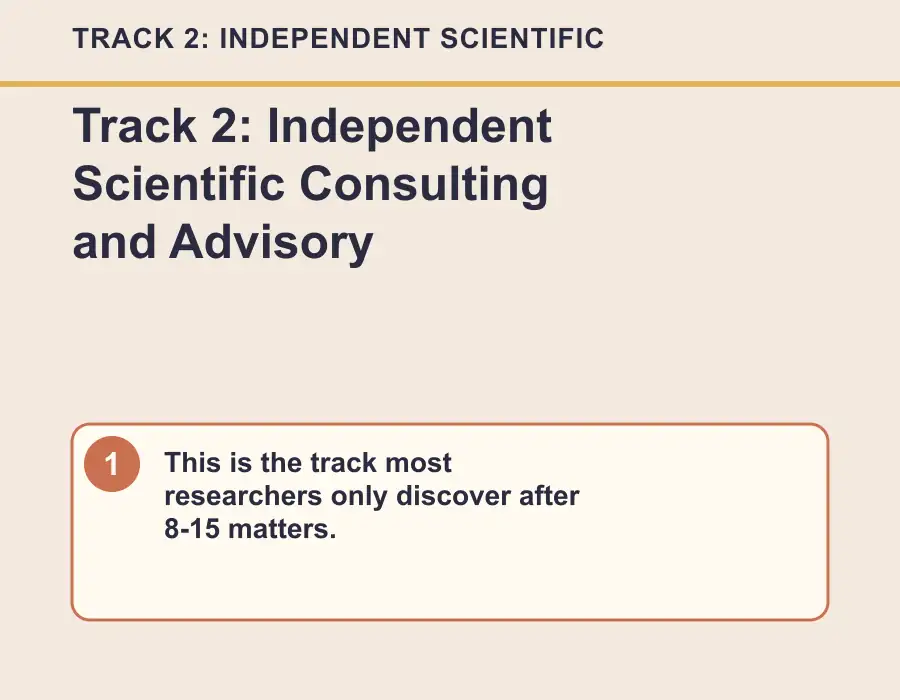 TRACK 2: INDEPENDENT SCIENTIFIC
Track 2: Independent
Scientific Consulting
and Advisory
1
This is the track most
researchers only discover after
8-15 matters.